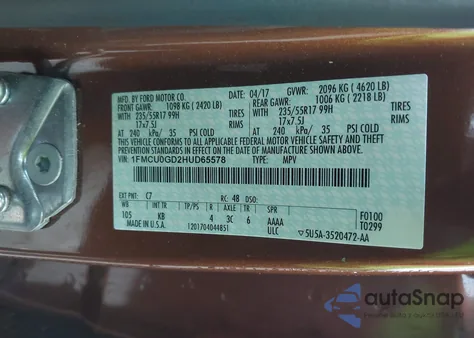 MFD. BY FORD MOTOR CO. 04/17 GVWR: 2096 KG ( 4620 LB)
FRONT GAWR: 1098 KG ( 2420 LB) REAR GAWR: 1006 KG ( 2218 LB)
WITH WITH
235/55R17 99H TIRES 235/55R17 99H TIRES
17x7.5J RIMS 17x7.5J RIMS
AT 240 kPa/ 35 PSI COLD AT 240 kPa/ 35 PSI COLD
THIS VEHICLE CONFORMS TO ALL APPLICABLE FEDERAL MOTOR VEHICLE SAFETY AND THEFT
PREVENTION STANDARDS IN EFFECT ON THE DATE OF MANUFACTURE SHOWN ABOVE.
VIN: 1FMCU0GD2HUD65578 TYPE: MPV
EXT PNT: C7 RC: 48 DSO:
WB KB INT TR TP/PS R AXLE TR SPR F0100
105 4 3C 6 AAAA T0299
MADE IN U.S.A. 1201704044851 ULC 5U5A-3520472-AA
autoSnap